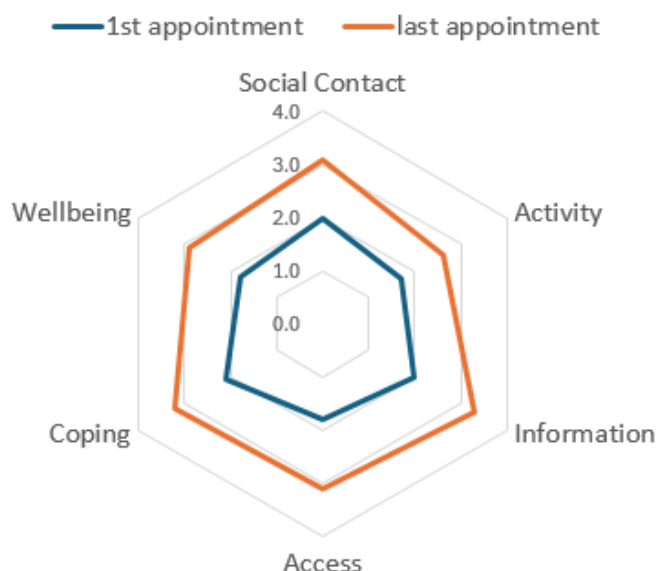 1st appointment last appointment
Social Contact
4.0
3.0
Wellbeing Activity
2.0
1.0
0.0
Coping Information
Access